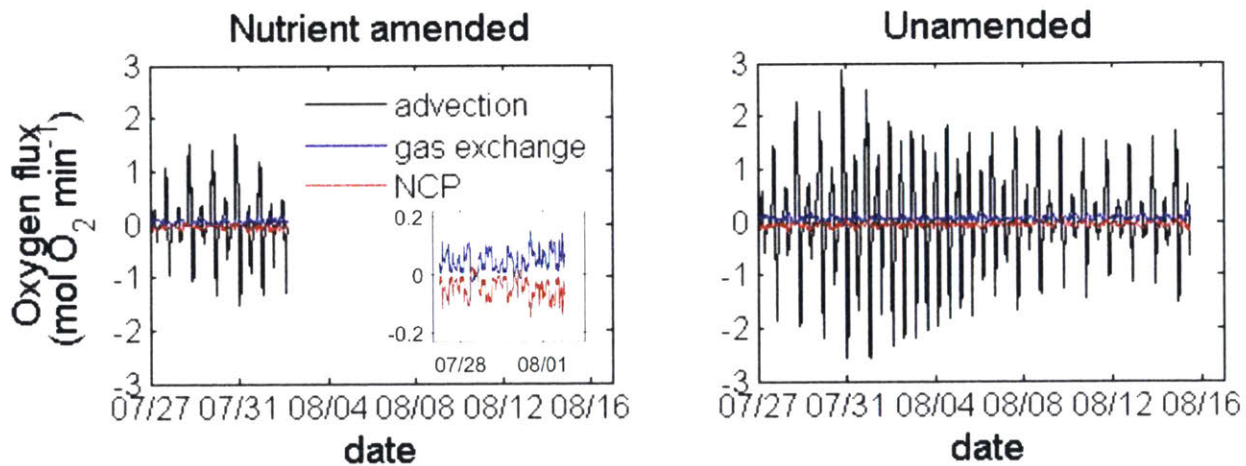 Nutrient amended
Oxygen flux
(mol O2 min-1)
3
2
1
0
-1
-2
-3
advection
gas exchange
NCP
0.2
0
-0.2
07/28 08/01
07/27 07/31 08/04 08/08 08/12 08/16
date
Unamended
3
2
1
0
-1
-2
-3
07/27 07/31 08/04 08/08 08/12 08/16
date